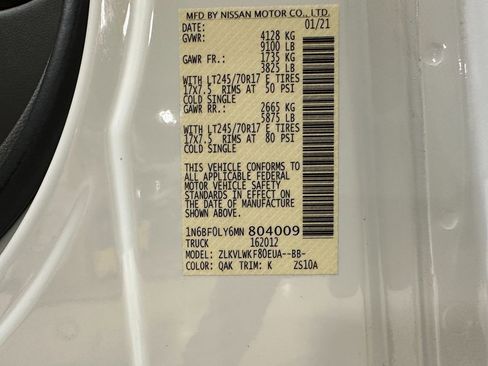 MFD BY NISSAN MOTOR CO., LTD.
DATE: 01/21
GVWR: 4128 KG
9100 LB
GAWR FR.: 1735 KG
3825 LB
WITH LT245/70R17 E TIRES
17X7.5 RIMS AT 50 PSI
COLD SINGLE
GAWR RR.: 2665 KG
5875 LB
WITH LT245/70R17 E TIRES
17X7.5 RIMS AT 80 PSI
COLD SINGLE
THIS VEHICLE CONFORMS TO
ALL APPLICABLE FEDERAL
MOTOR VEHICLE SAFETY
STANDARDS IN EFFECT ON
THE DATE OF MANUFACTURE
SHOWN ABOVE.
1N6BF0LY6MN 804009
TRUCK 162012
MODEL: ZLKVLWKF80EUA--BB-
COLOR: QAK TRIM: K ZS10A